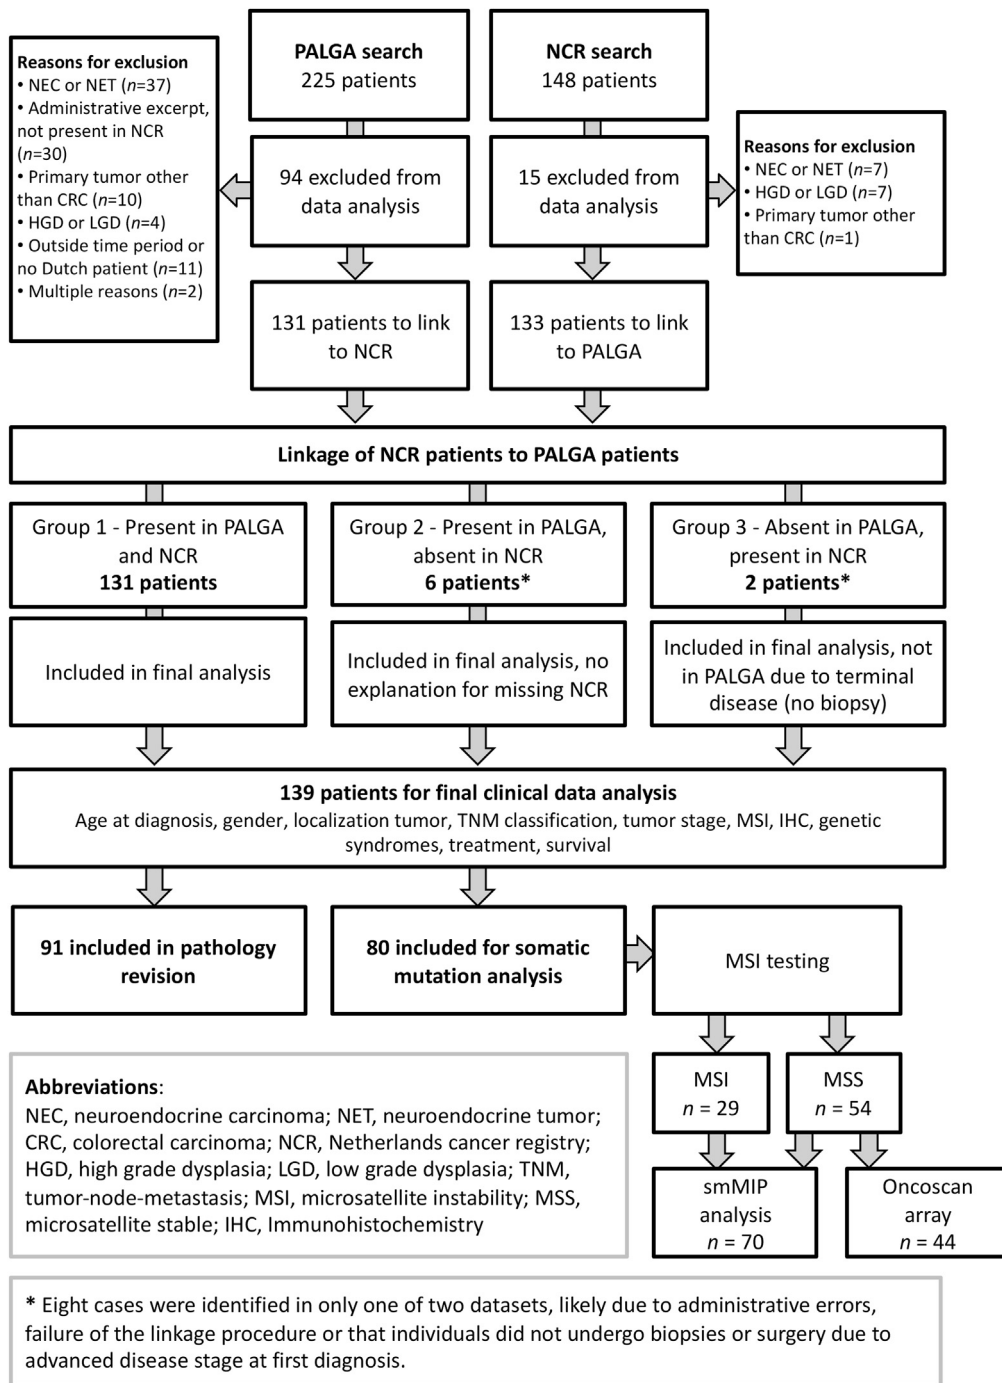 PALGA search
225 patients
NCR search
148 patients
Reasons for exclusion
• NEC or NET (n=37)
• Administrative excerpt,
not present in NCR
(n=30)
• Primary tumor other
than CRC (n=10)
• HGD or LGD (n=4)
• Outside time period or
no Dutch patient (n=11)
• Multiple reasons (n=2)
94 excluded from
data analysis
15 excluded from
data analysis
Reasons for exclusion
• NEC or NET (n=7)
• HGD or LGD (n=7)
• Primary tumor other
than CRC (n=1)
131 patients to link
to NCR
133 patients to link
to PALGA
Linkage of NCR patients to PALGA patients
Group 1 - Present in PALGA
and NCR
131 patients
Group 2 - Present in PALGA,
absent in NCR
6 patients*
Group 3 - Absent in PALGA,
present in NCR
2 patients*
Included in final analysis
Included in final analysis, no
explanation for missing NCR
Included in final analysis, not
in PALGA due to terminal
disease (no biopsy)
139 patients for final clinical data analysis
Age at diagnosis, gender, localization tumor, TNM classification, tumor stage, MSI, IHC, genetic
syndromes, treatment, survival
91 included in pathology
revision
80 included for somatic
mutation analysis
MSI testing
MSI
n = 29
MSS
n = 54
smMIP
analysis
n = 70
Oncoscan
array
n = 44
Abbreviations:
NEC, neuroendocrine carcinoma; NET, neuroendocrine tumor;
CRC, colorectal carcinoma; NCR, Netherlands cancer registry;
HGD, high grade dysplasia; LGD, low grade dysplasia; TNM,
tumor-node-metastasis; MSI, microsatellite instability; MSS,
microsatellite stable; IHC, Immunohistochemistry
* Eight cases were identified in only one of two datasets, likely due to administrative errors,
failure of the linkage procedure or that individuals did not undergo biopsies or surgery due to
advanced disease stage at first diagnosis.